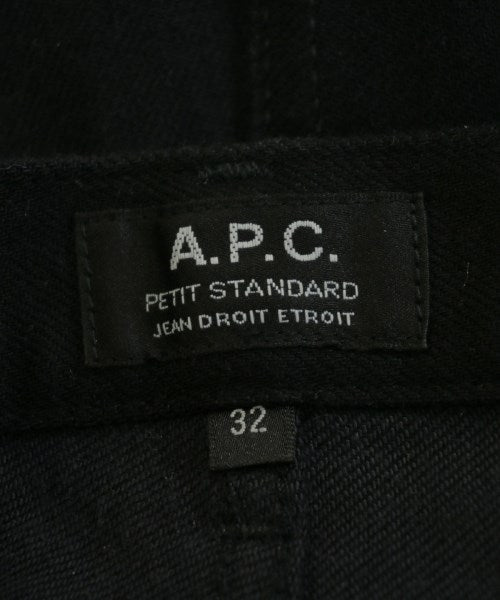 A.P.C.
PETIT STANDARD
JEAN DROIT ETROIT
32